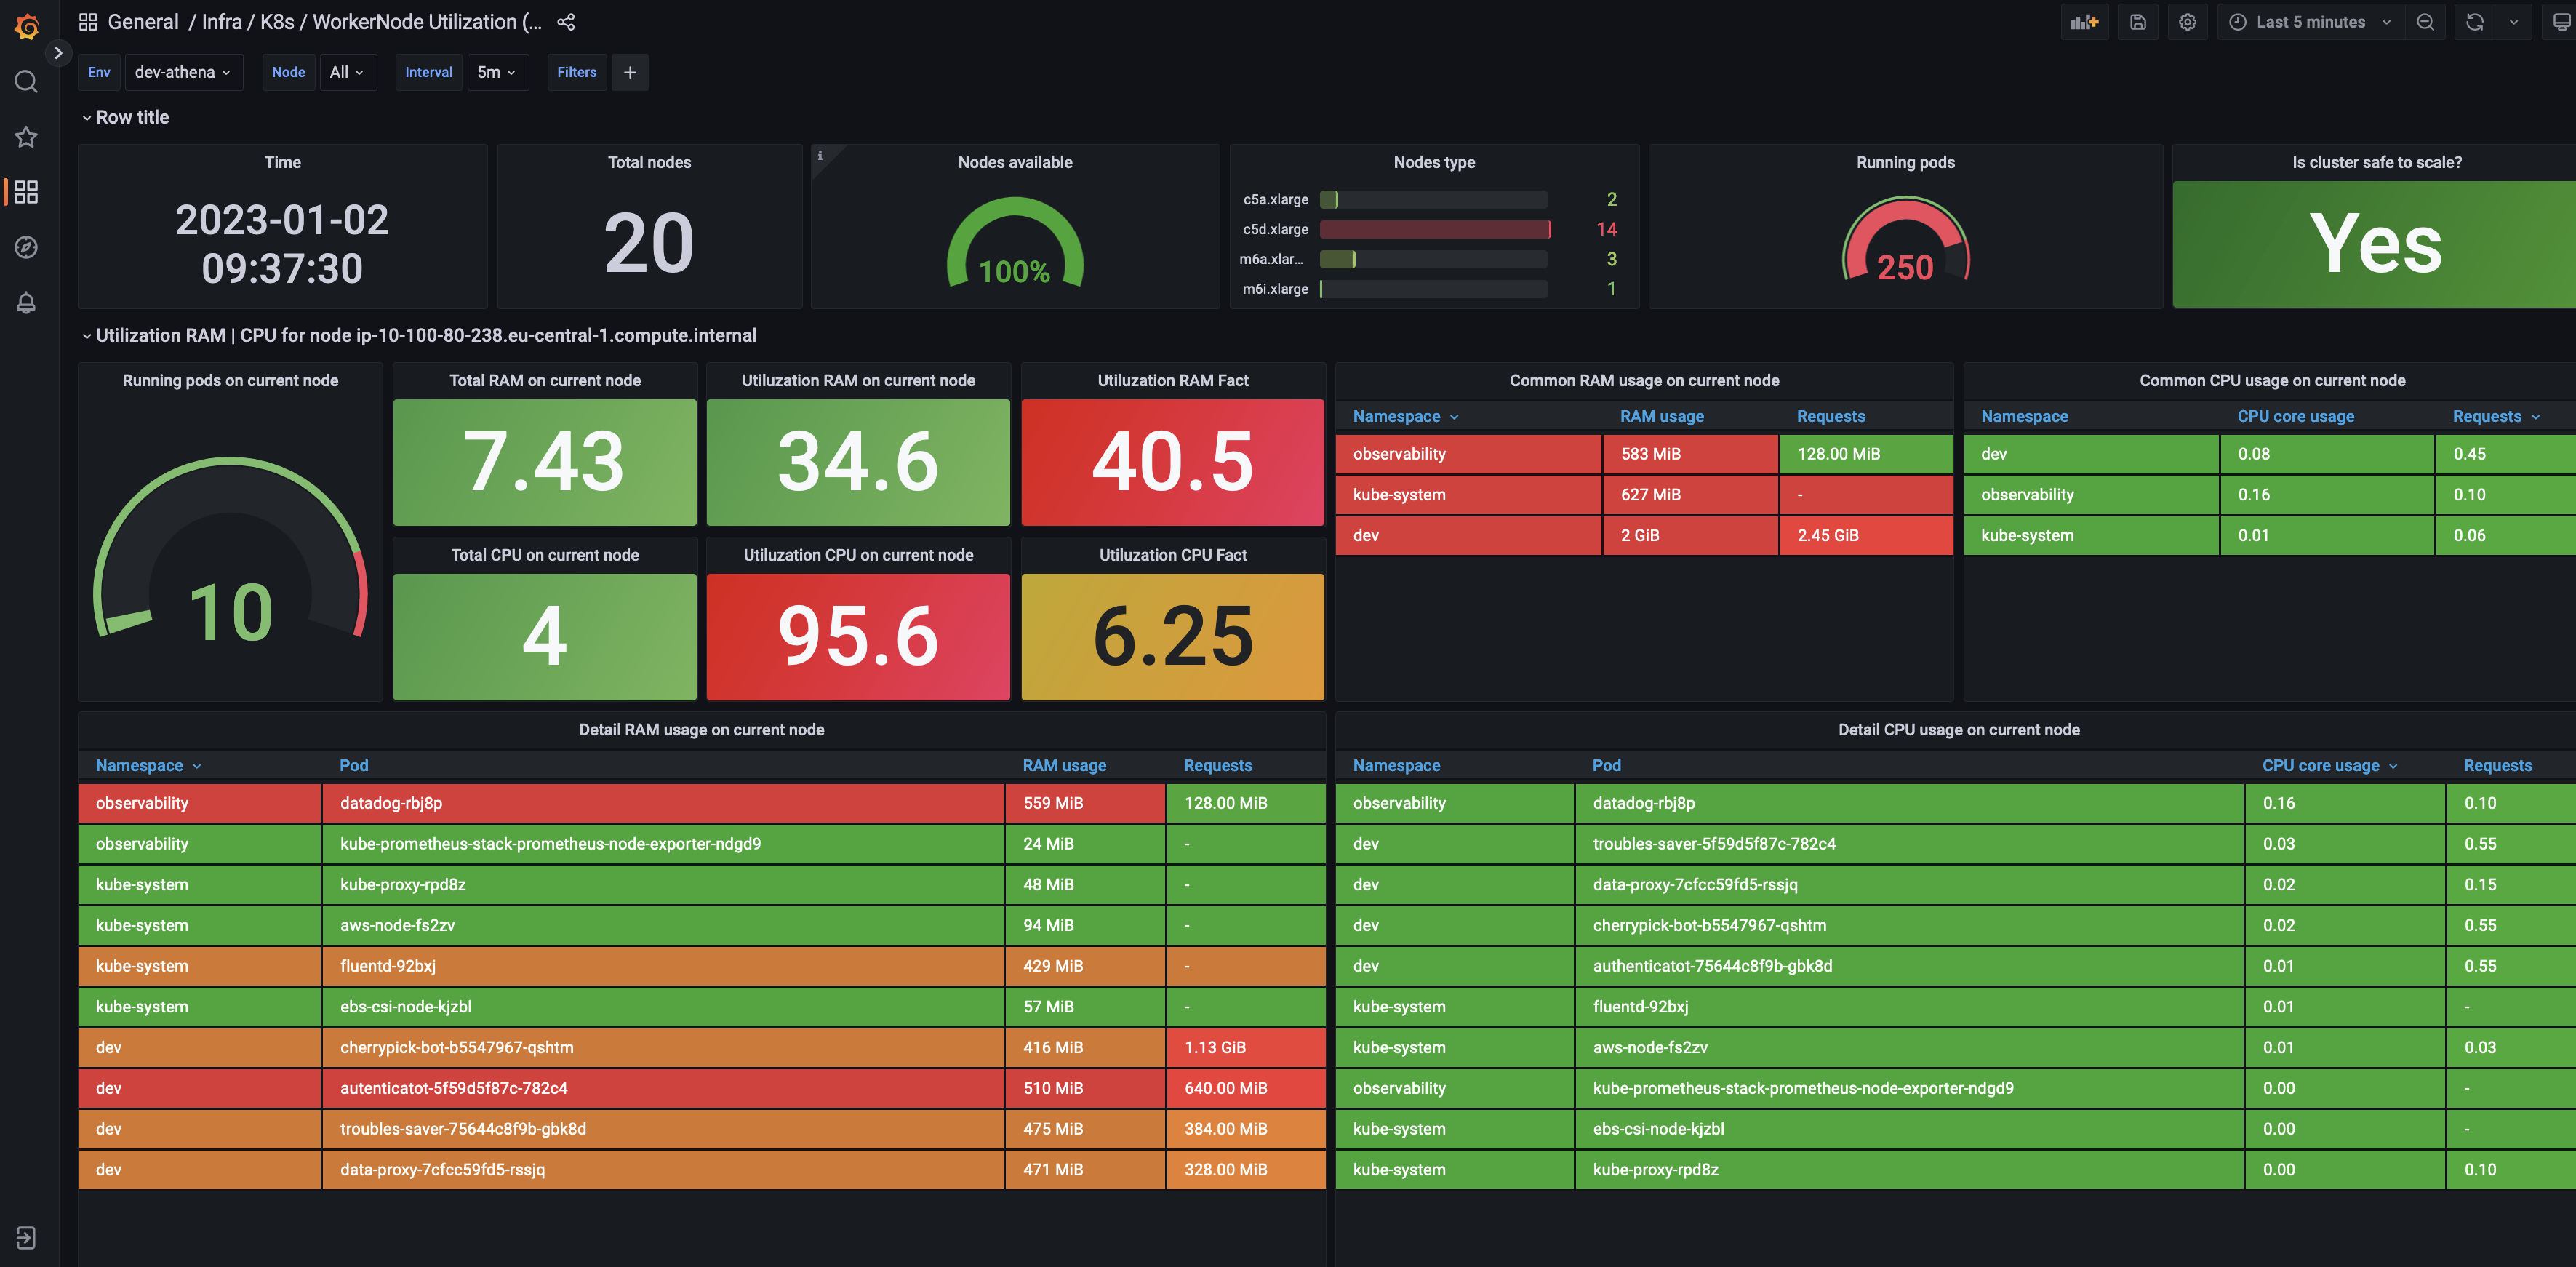 General / Infra / K8s / WorkerNode Utilization (...
Last 5 minutes
Env dev-athena Node All Interval 5m Filters +
Row title
Time
2023-01-02
09:37:30
Total nodes
20
Nodes available
100%
Nodes type
c5a.xlarge 2
c5d.xlarge 14
m6a.xlar... 3
m6i.xlarge 1
Running pods
250
Is cluster safe to scale?
Yes
Utilization RAM | CPU for node ip-10-100-80-238.eu-central-1.compute.internal
Running pods on current node
10
Total RAM on current node
7.43
Utiluzation RAM on current node
34.6
Utiluzation RAM Fact
40.5
Total CPU on current node
4
Utiluzation CPU on current node
95.6
Utiluzation CPU Fact
6.25
Common RAM usage on current node
Namespace RAM usage Requests
observability 583 MiB 128.00 MiB
kube-system 627 MiB -
dev 2 GiB 2.45 GiB
Common CPU usage on current node
Namespace CPU core usage Requests
dev 0.08 0.45
observability 0.16 0.10
kube-system 0.01 0.06
Detail RAM usage on current node
Namespace Pod RAM usage Requests
observability datadog-rbj8p 559 MiB 128.00 MiB
observability kube-prometheus-stack-prometheus-node-exporter-ndgd9 24 MiB -
kube-system kube-proxy-rpd8z 48 MiB -
kube-system aws-node-fs2zv 94 MiB -
kube-system fluentd-92bxj 429 MiB -
kube-system ebs-csi-node-kjzbl 57 MiB -
dev cherrypick-bot-b5547967-qshtm 416 MiB 1.13 GiB
dev autenticatot-5f59d5f87c-782c4 510 MiB 640.00 MiB
dev troubles-saver-75644c8f9b-gbk8d 475 MiB 384.00 MiB
dev data-proxy-7cfcc59fd5-rssjq 471 MiB 328.00 MiB
Detail CPU usage on current node
Namespace Pod CPU core usage Requests
observability datadog-rbj8p 0.16 0.10
dev troubles-saver-5f59d5f87c-782c4 0.03 0.55
dev data-proxy-7cfcc59fd5-rssjq 0.02 0.15
dev cherrypick-bot-b5547967-qshtm 0.02 0.55
dev authenticatot-75644c8f9b-gbk8d 0.01 0.55
kube-system fluentd-92bxj 0.01 -
kube-system aws-node-fs2zv 0.01 0.03
observability kube-prometheus-stack-prometheus-node-exporter-ndgd9 0.00 -
kube-system ebs-csi-node-kjzbl 0.00 -
kube-system kube-proxy-rpd8z 0.00 0.10